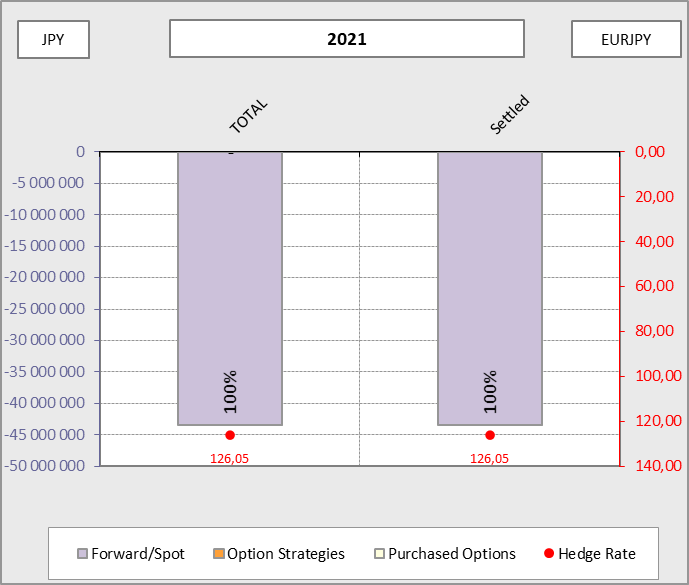 JPY
2021
EURJPY
TOTAL
Settled
0
-5 000 000
-10 000 000
-15 000 000
-20 000 000
-25 000 000
-30 000 000
-35 000 000
-40 000 000
-45 000 000
-50 000 000
100%
100%
126,05
126,05
0,00
20,00
40,00
60,00
80,00
100,00
120,00
140,00
Forward/Spot
Option Strategies
Purchased Options
Hedge Rate